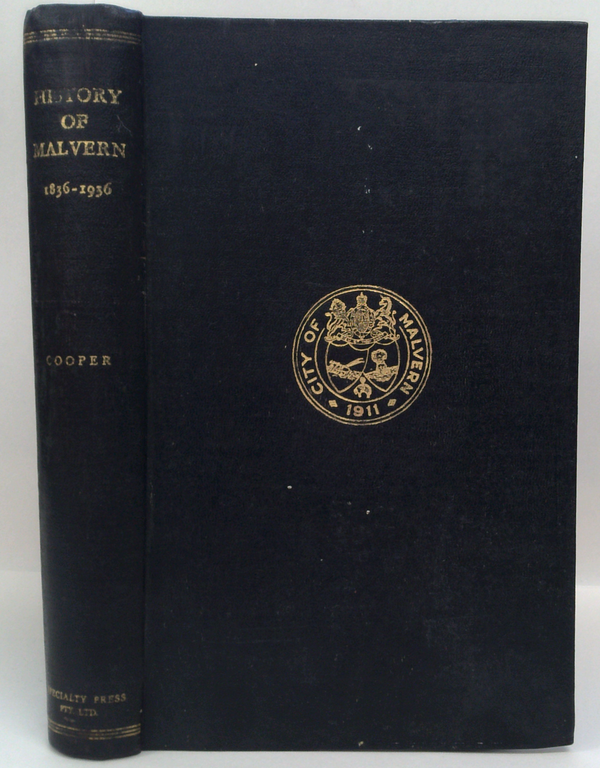 HISTORY
OF
MALVERN
1836-1936
COOPER
SPECIALTY PRESS
PTY. LTD.
CITY OF MALVERN
1911